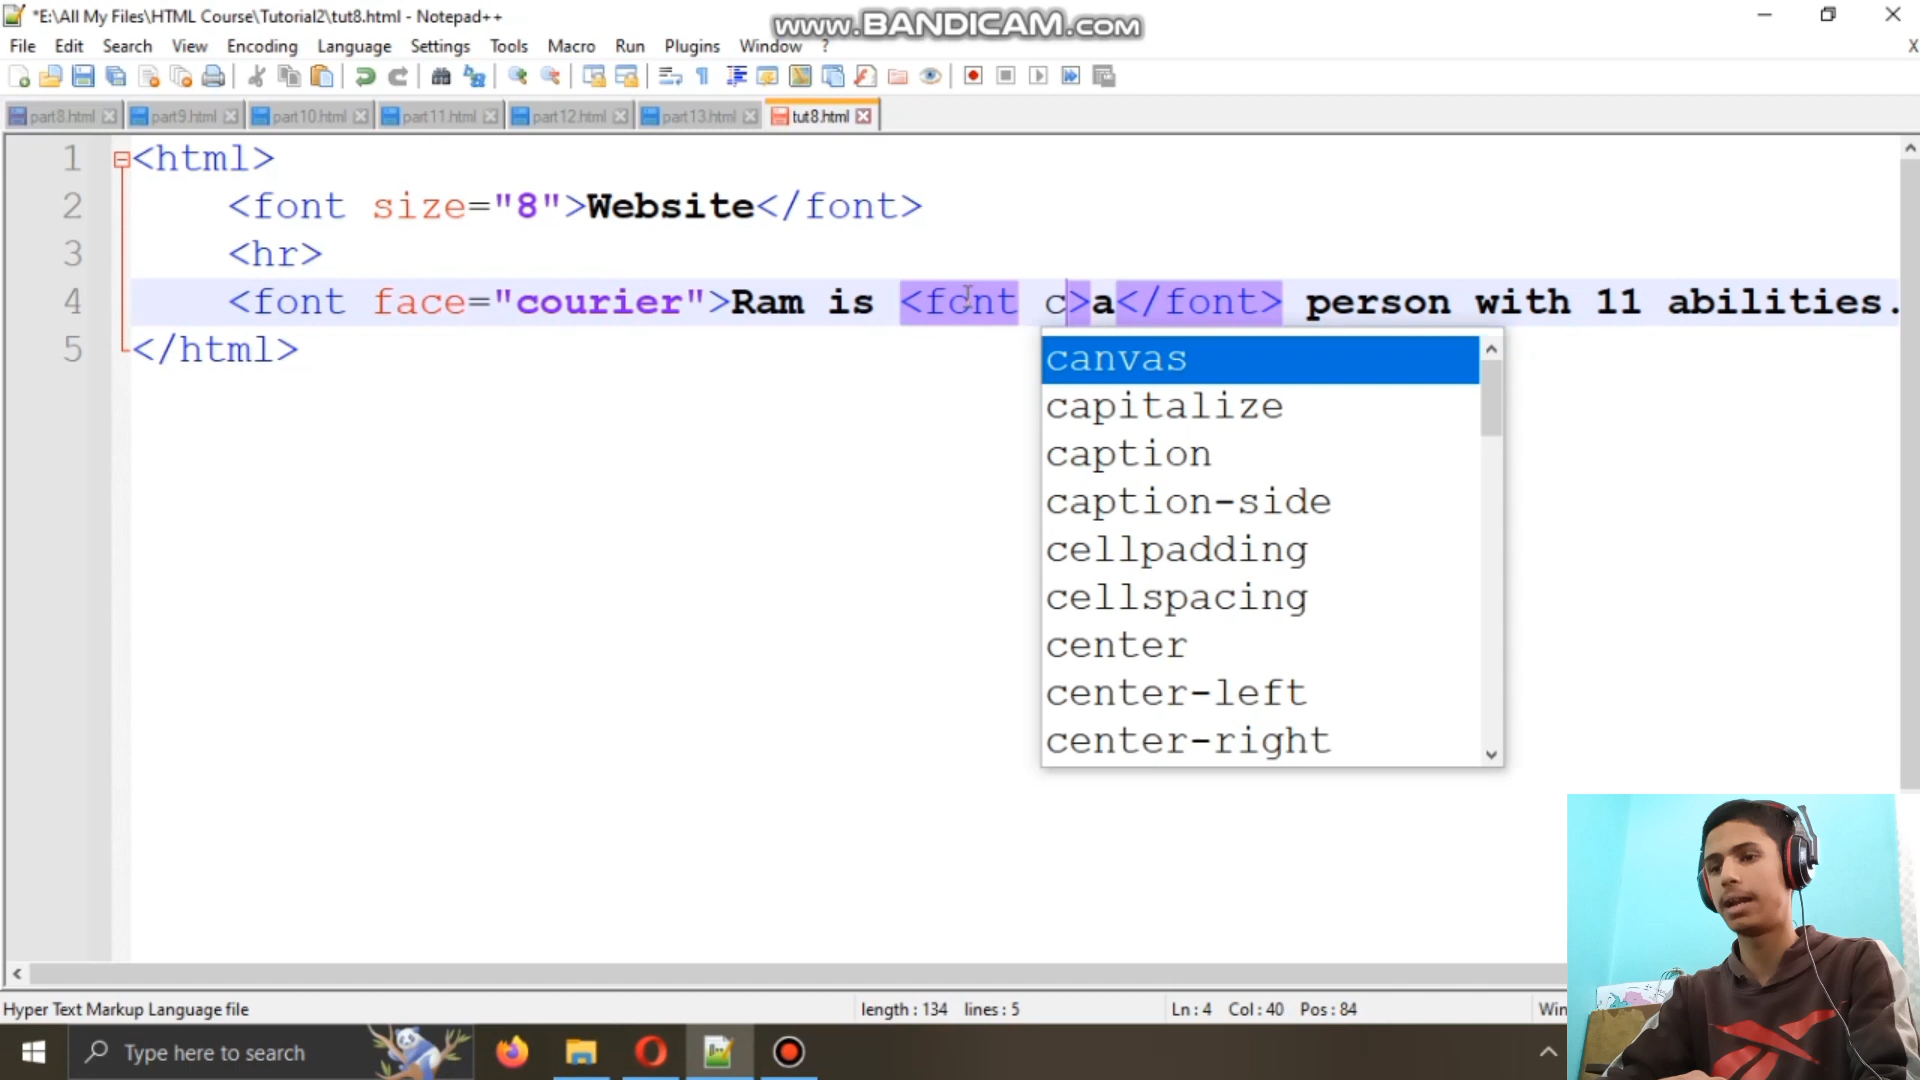 *E:\All My Files\HTML Course\Tutorial2\tut8.html - Notepad++
www.BANDICAM.com
File Edit Search View Encoding Language Settings Tools Macro Run Plugins Window ? X
part8.html part9.html part10.html part11.html part12.html part13.html tut8.html
1 <html>
2 <font size="8">Website</font>
3 <hr>
4 <font face="courier">Ram is <font c>a</font> person with 11 abilities.
5 </html>
canvas
capitalize
caption
caption-side
cellpadding
cellspacing
center
center-left
center-right
Hyper Text Markup Language file length : 134 lines : 5 Ln : 4 Col : 40 Pos : 84 Win
Type here to search